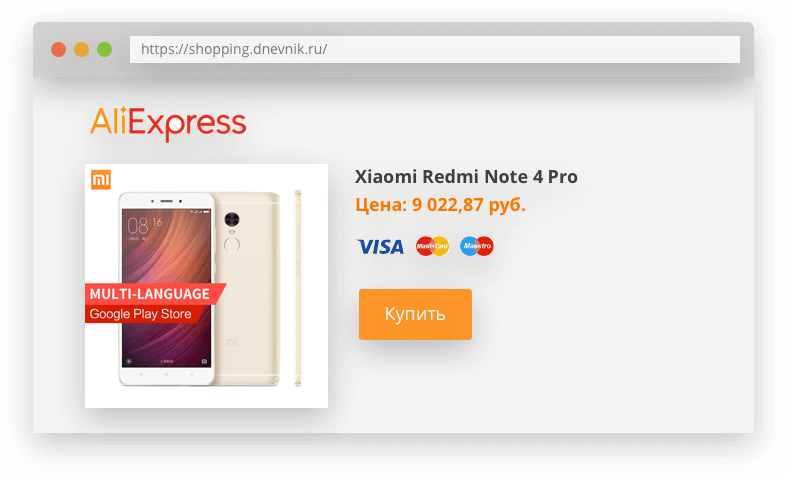 https://shopping.dnevnik.ru/
AliExpress
Xiaomi Redmi Note 4 Pro
Цена: 9 022,87 руб.
VISA
MasterCard
Maestro
08:16
MULTI-LANGUAGE
Google Play Store
Купить